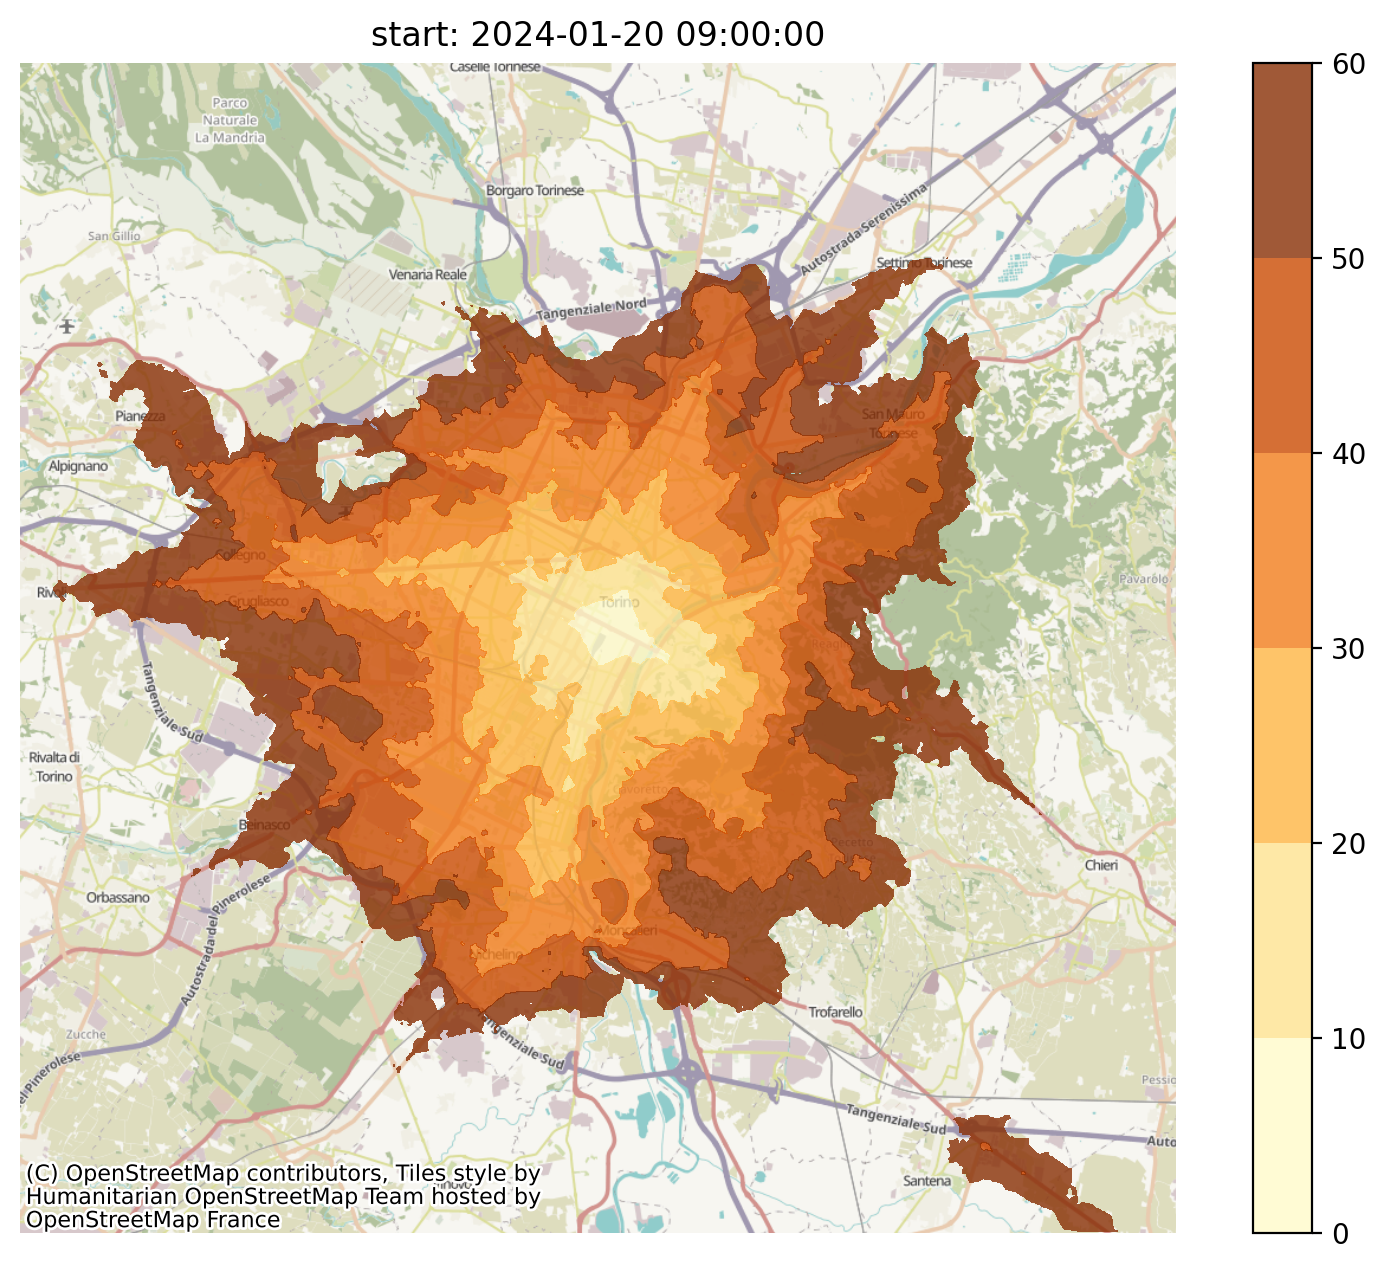 start: 2024-01-20 09:00:00
Caselle Torinese
Parco
Naturale
La Mandria
Borgaro Torinese
San Gillio
Autostrada Serenissima
Settimo Torinese
Venaria Reale
Tangenziale Nord
Pianezza
San Mauro
Torinese
Alpignano
Collegno
Pavarolo
Rivoli
Grugliasco
Torino
Reaglie
Tangenziale Sud
Rivalta di
Torino
Cavoretto
Beinasco
Pecetto
Chieri
Orbassano
Autostrada del Pinerolese
Moncalieri
Nichelino
Trofarello
Tangenziale Sud
Zucche
del Pinerolese
Pessio
Tangenziale Sud
Auto
Santena
(C) OpenStreetMap contributors, Tiles style by
Humanitarian OpenStreetMap Team hosted by
OpenStreetMap France
60
50
40
30
20
10
0